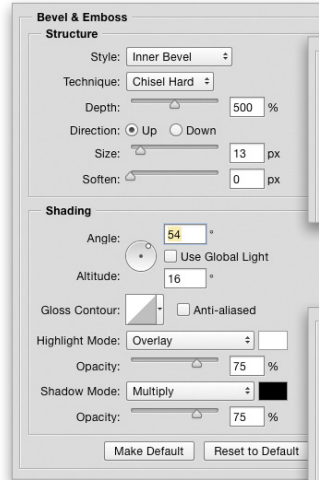 Bevel & Emboss
Structure
Style: Inner Bevel
Technique: Chisel Hard
Depth: 500 %
Direction: Up Down
Size: 13 px
Soften: 0 px
Shading
Angle: 54 °
Use Global Light
Altitude: 16 °
Gloss Contour: Anti-aliased
Highlight Mode: Overlay
Opacity: 75 %
Shadow Mode: Multiply
Opacity: 75 %
Make Default Reset to Default